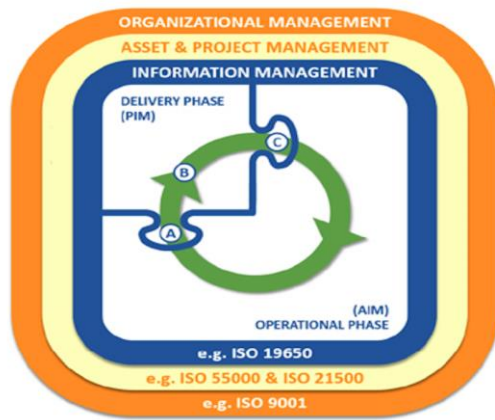 ORGANIZATIONAL MANAGEMENT
ASSET & PROJECT MANAGEMENT
INFORMATION MANAGEMENT
DELIVERY PHASE
(PIM)
C
B
A
(AIM)
OPERATIONAL PHASE
e.g. ISO 19650
e.g. ISO 55000 & ISO 21500
e.g. ISO 9001